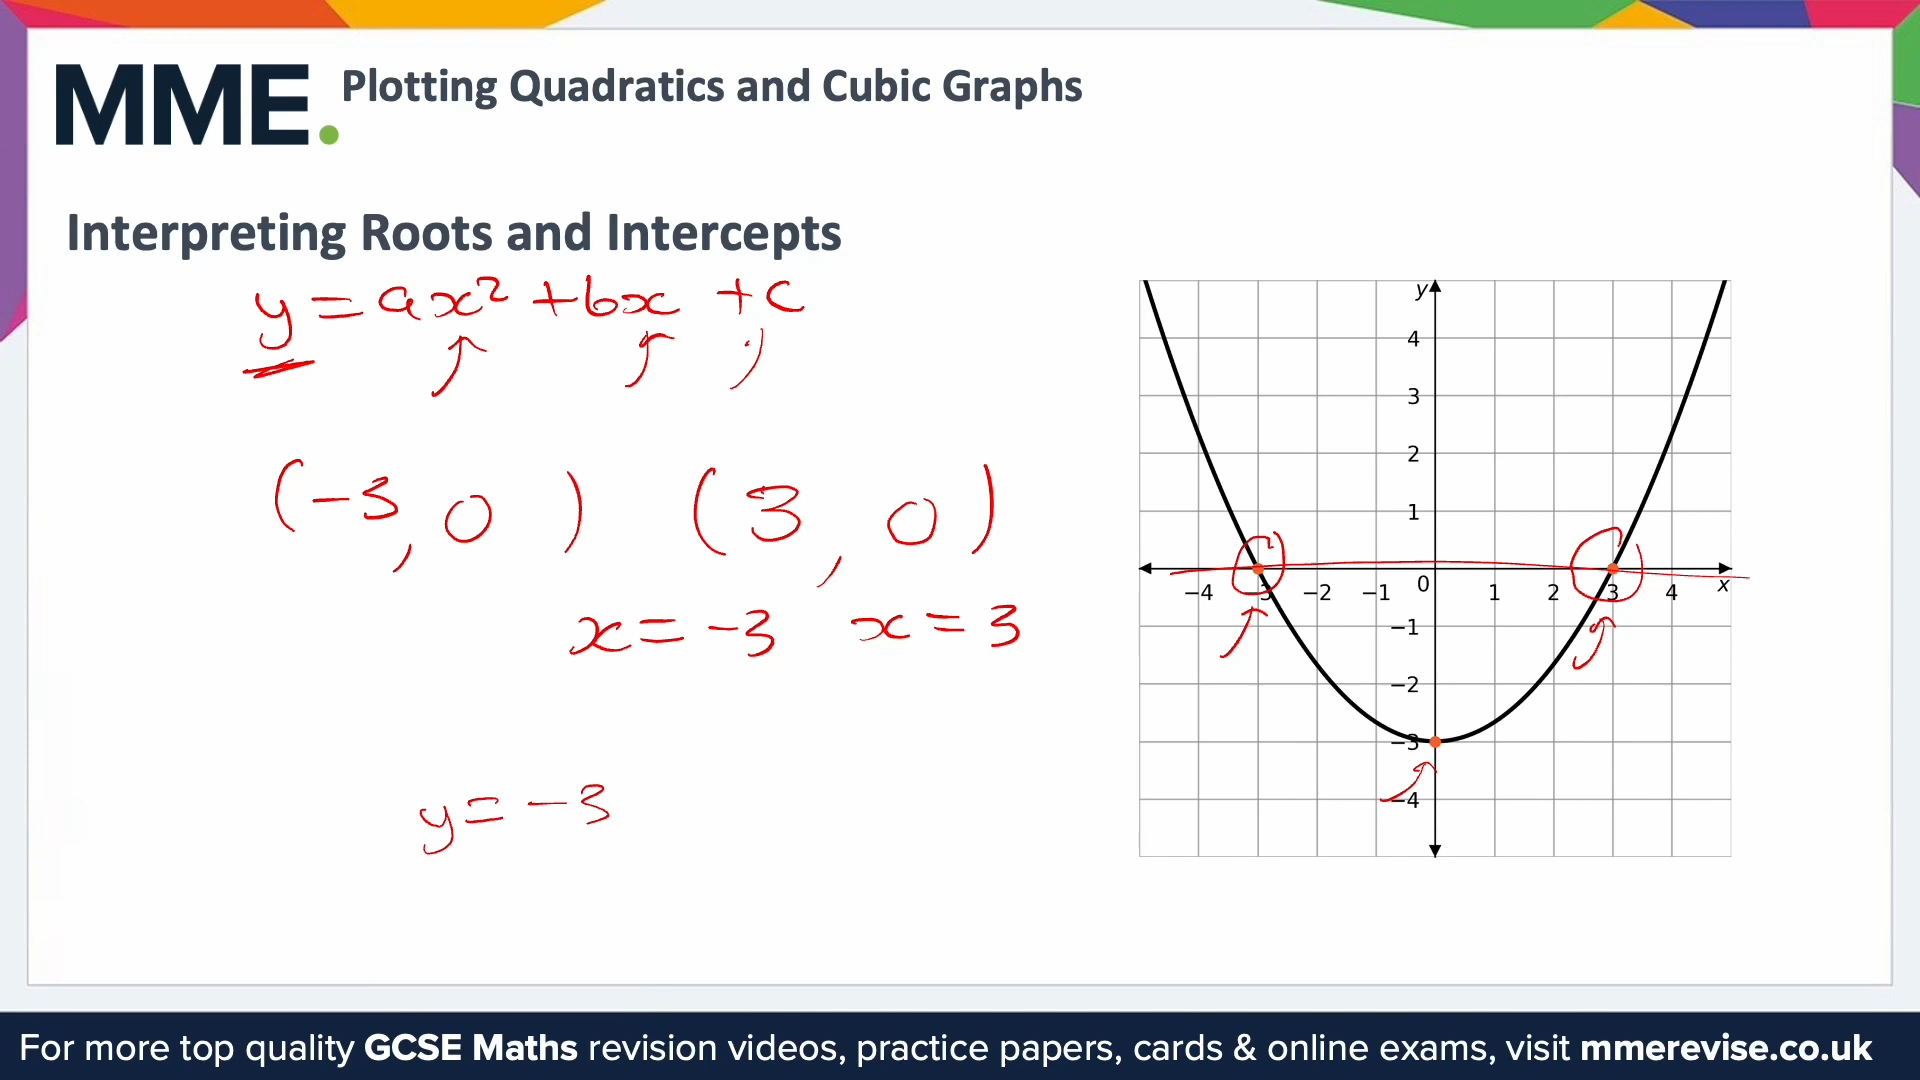 MME. Plotting Quadratics and Cubic Graphs
Interpreting Roots and Intercepts
y = ax² + bx + c
(-3, 0) (3, 0)
x = -3 x = 3
y = -3
y
4
3
2
1
−4 3 −2 −1 0 1 2 3 4 x
−1
−2
−3
−4
For more top quality GCSE Maths revision videos, practice papers, cards & online exams, visit mmerevise.co.uk